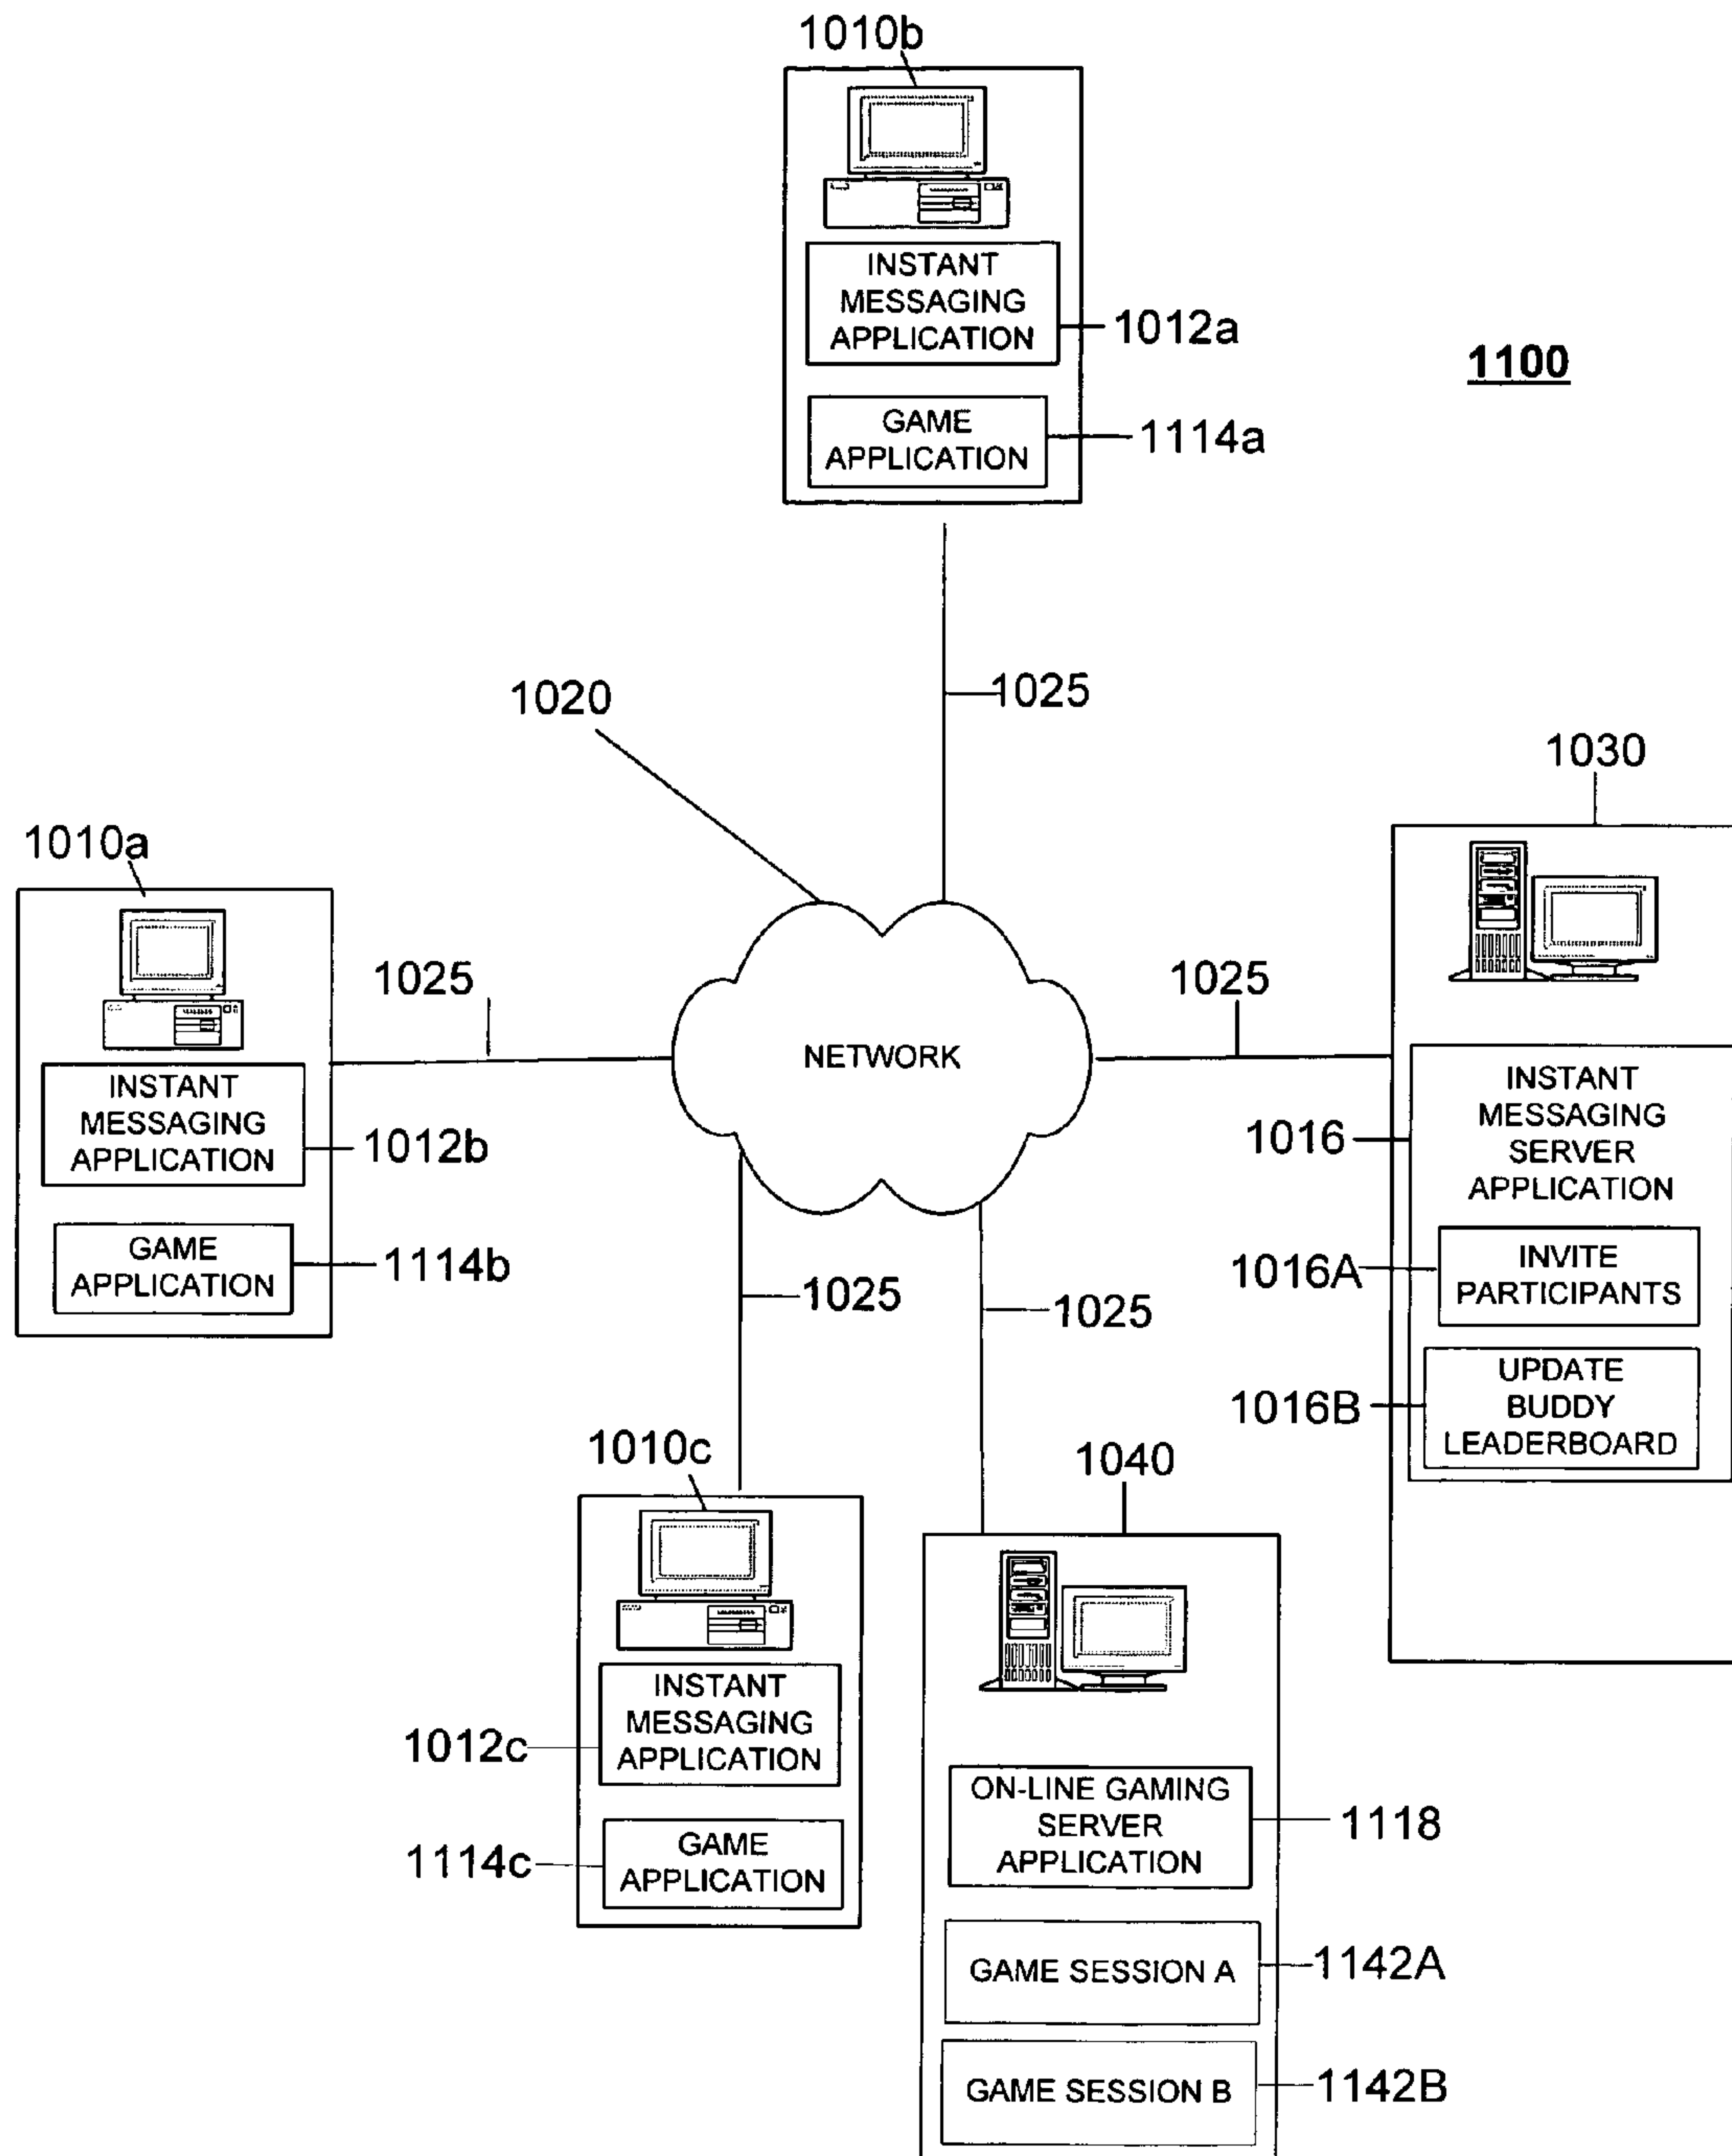 1010b
INSTANT
MESSAGING
APPLICATION
1012a
1100
GAME
APPLICATION
1114a
1020
1025
1030
1010a
1025
1025
NETWORK
INSTANT
MESSAGING
APPLICATION
1012b
GAME
APPLICATION
1114b
INSTANT
MESSAGING
SERVER
APPLICATION
1016
INVITE
PARTICIPANTS
1016A
UPDATE
BUDDY
LEADERBOARD
1016B
1025
1025
1010c
1040
INSTANT
MESSAGING
APPLICATION
1012c
GAME
APPLICATION
1114c
ON-LINE GAMING
SERVER
APPLICATION
1118
GAME SESSION A
1142A
GAME SESSION B
1142B